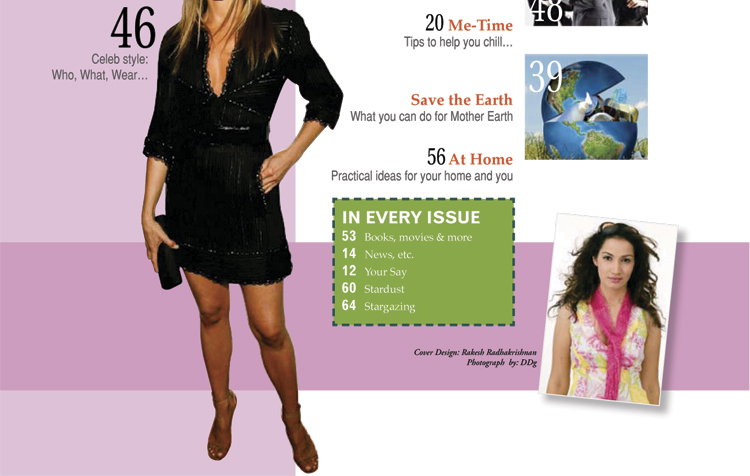 46
Celeb style:
Who, What, Wear...
20 Me-Time
Tips to help you chill...
48
39
Save the Earth
What you can do for Mother Earth
56 At Home
Practical ideas for your home and you
IN EVERY ISSUE
53 Books, movies & more
14 News, etc.
12 Your Say
60 Stardust
64 Stargazing
Cover Design: Rakesh Radhakrishnan
Photograph by: DDg